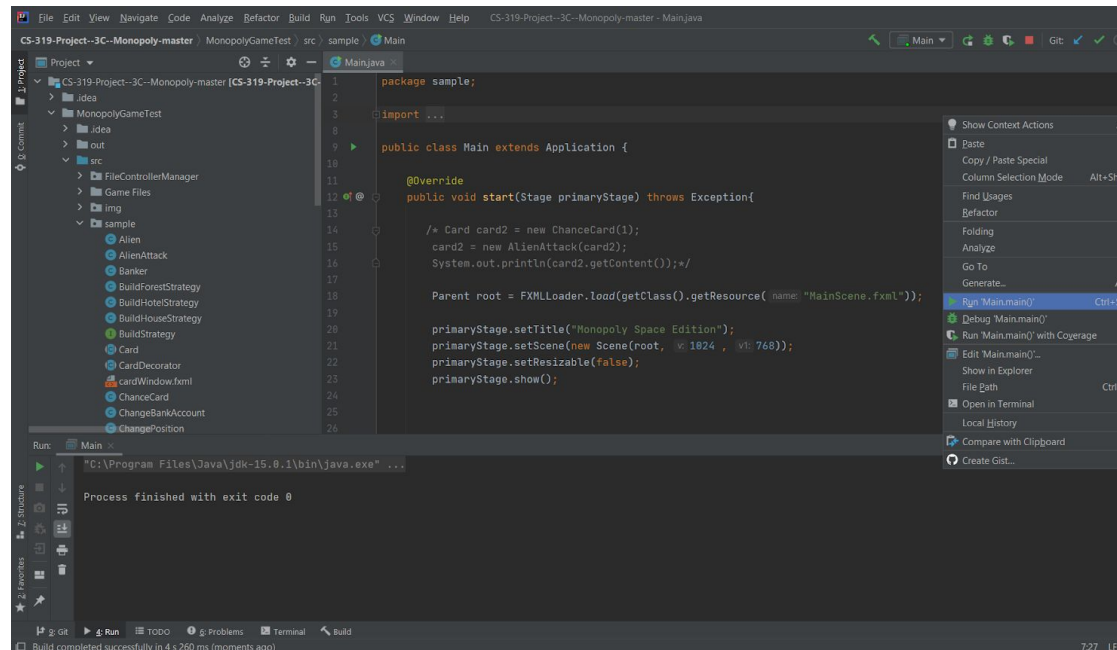 File Edit View Navigate Code Analyze Refactor Build Run Tools VCS Window Help CS-319-Project--3C--Monopoly-master - Main.java
CS-319-Project--3C--Monopoly-master MonopolyGameTest src sample Main
Main Git:
1: Project
Commit
Project
CS-319-Project--3C--Monopoly-master [CS-319-Project--3C-
.idea
MonopolyGameTest
.idea
out
src
FileControllerManager
Game Files
img
sample
Alien
AlienAttack
Banker
BuildForestStrategy
BuildHotelStrategy
BuildHouseStrategy
BuildStrategy
Card
CardDecorator
cardWindow.fxml
ChanceCard
ChangeBankAccount
ChangePosition
Main.java
1 package sample;
2
3 import ...
8
9 public class Main extends Application {
10
11 @Override
12 @ public void start(Stage primaryStage) throws Exception{
13
14 /* Card card2 = new ChanceCard(1);
15 card2 = new AlienAttack(card2);
16 System.out.println(card2.getContent());*/
17
18 Parent root = FXMLLoader.load(getClass().getResource( name: "MainScene.fxml"));
19
20 primaryStage.setTitle("Monopoly Space Edition");
21 primaryStage.setScene(new Scene(root, v: 1024 , v1: 768));
22 primaryStage.setResizable(false);
23 primaryStage.show();
24
25
26
Show Context Actions
Paste
Copy / Paste Special
Column Selection Mode Alt+Sh
Find Usages
Refactor
Folding
Analyze
Go To
Generate...
Run 'Main.main()' Ctrl+S
Debug 'Main.main()'
Run 'Main.main()' with Coverage
Edit 'Main.main()'...
Show in Explorer
File Path Ctrl
Open in Terminal
Local History
Compare with Clipboard
Create Gist...
Run: Main
"C:\Program Files\Java\jdk-15.0.1\bin\java.exe" ...
Process finished with exit code 0
Z: Structure
2: Favorites
9: Git 4: Run TODO 6: Problems Terminal Build
Build completed successfully in 4 s 260 ms (moments ago) 7:27 LF